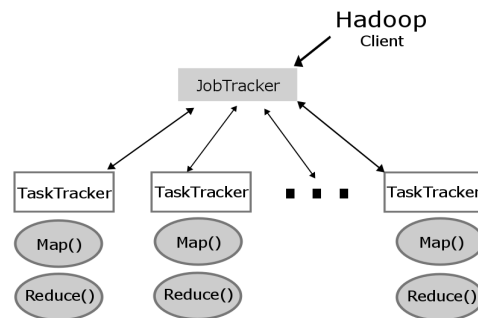 Hadoop
Client
JobTracker
TaskTracker TaskTracker TaskTracker
Map() Map() Map()
Reduce() Reduce() Reduce()